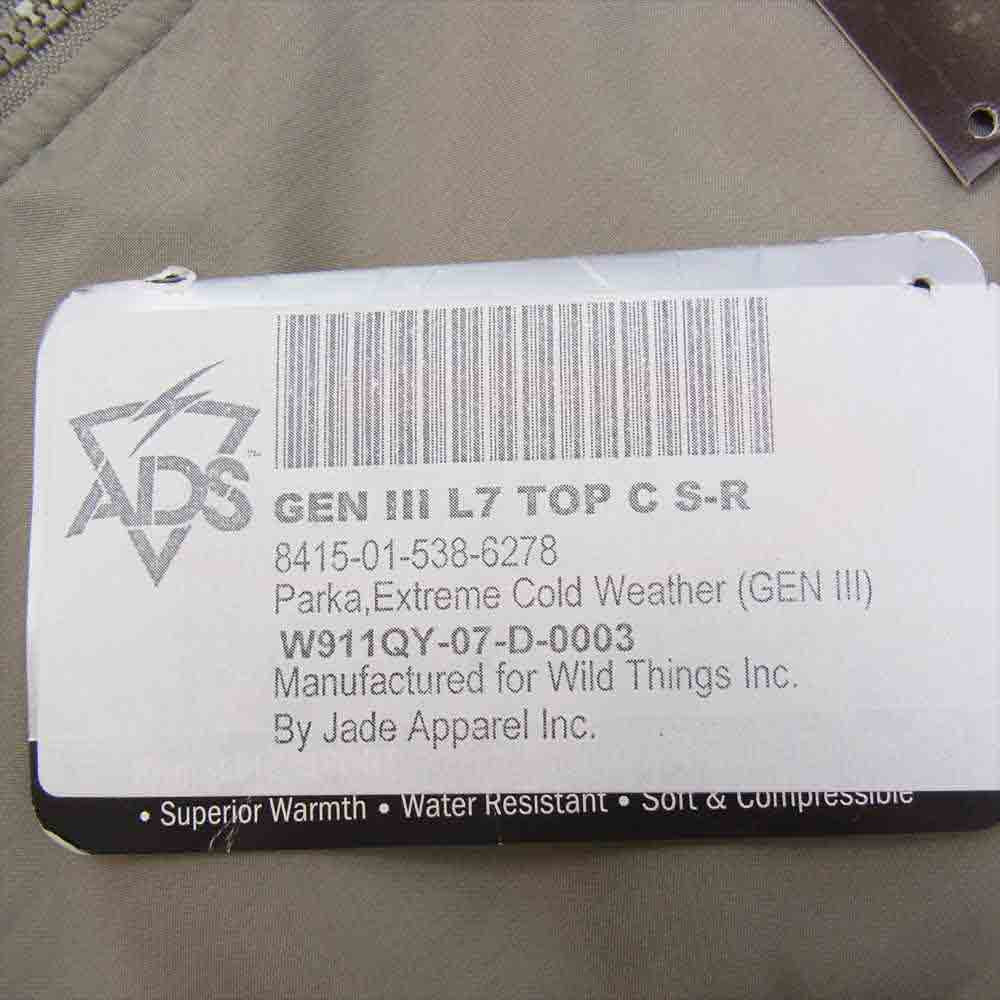 ADS™
GEN III L7 TOP C S-R
8415-01-538-6278
Parka,Extreme Cold Weather (GEN III)
W911QY-07-D-0003
Manufactured for Wild Things Inc.
By Jade Apparel Inc.
• Superior Warmth • Water Resistant • Soft & Compressible